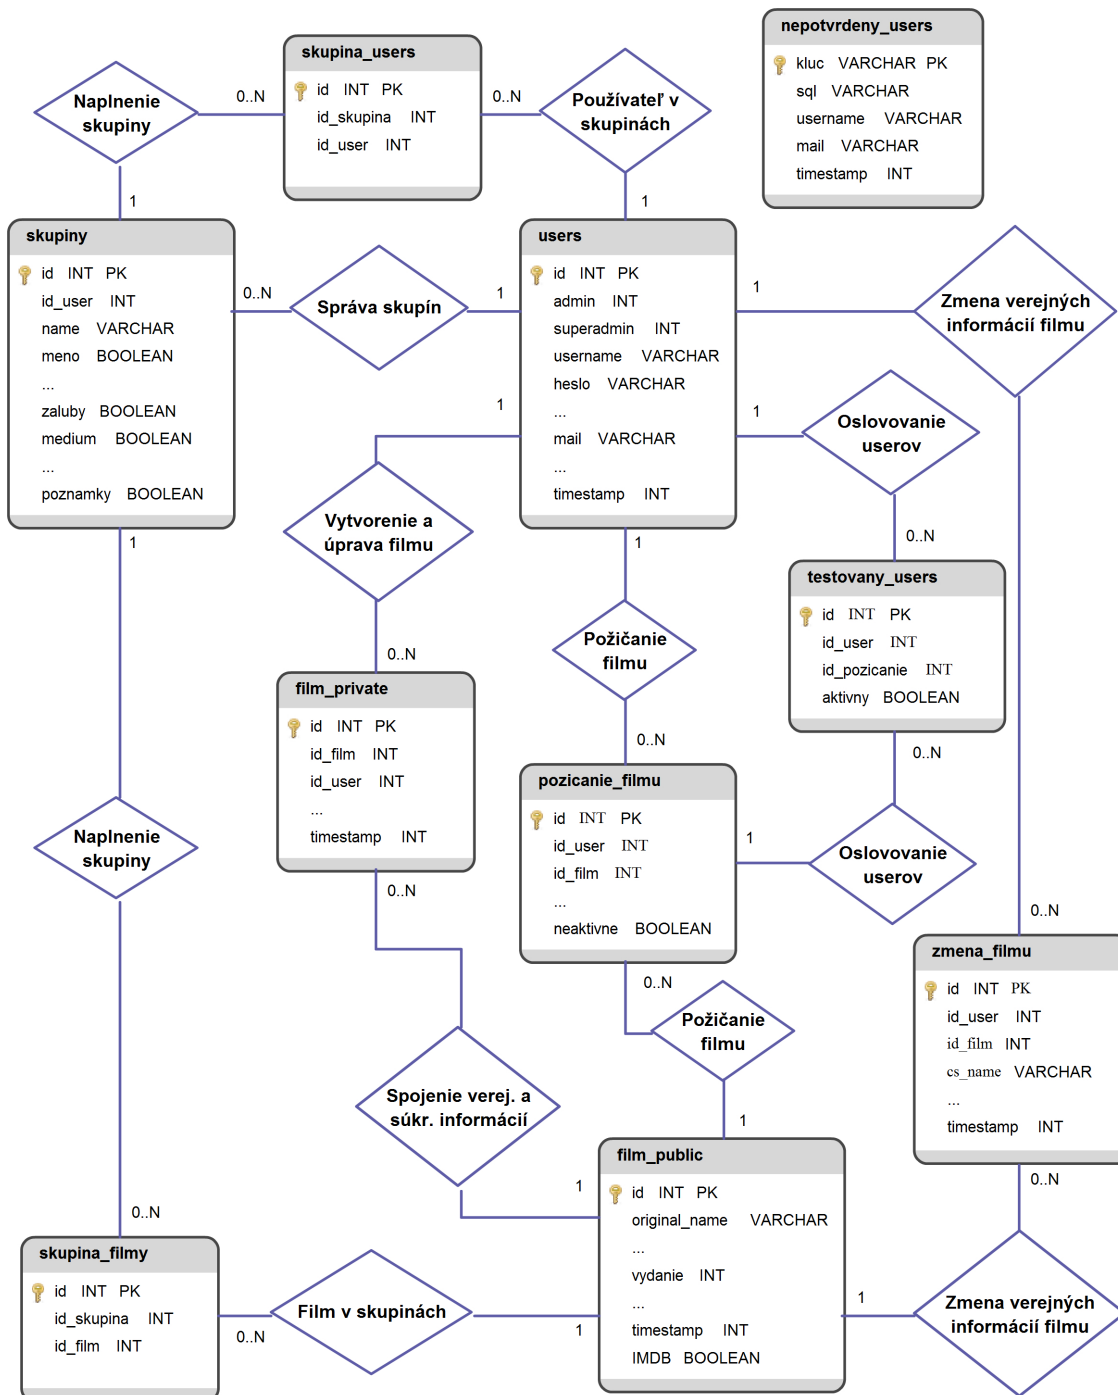 nepotvrdeny_users
kluc VARCHAR PK
sql VARCHAR
username VARCHAR
mail VARCHAR
timestamp INT
skupina_users
id INT PK
id_skupina INT
id_user INT
Naplnenie
skupiny
0..N
0..N
Používateľ v
skupinách
1
1
skupiny
id INT PK
id_user INT
name VARCHAR
meno BOOLEAN
...
zaluby BOOLEAN
medium BOOLEAN
...
poznamky BOOLEAN
0..N
Správa skupín
1
users
id INT PK
admin INT
superadmin INT
username VARCHAR
heslo VARCHAR
...
mail VARCHAR
...
timestamp INT
1
Zmena verejných
informácií filmu
1
1
Oslovovanie
userov
Vytvorenie a
úprava filmu
1
1
0..N
testovany_users
id INT PK
id_user INT
id_pozicanie INT
aktivny BOOLEAN
Požičanie
filmu
0..N
film_private
id INT PK
id_film INT
id_user INT
...
timestamp INT
0..N
0..N
pozicanie_filmu
id INT PK
id_user INT
id_film INT
...
neaktivne BOOLEAN
Naplnenie
skupiny
1
Oslovovanie
userov
0..N
0..N
zmena_filmu
id INT PK
id_user INT
id_film INT
cs_name VARCHAR
...
timestamp INT
0..N
Požičanie
filmu
Spojenie verej. a
súkr. informácií
1
film_public
id INT PK
original_name VARCHAR
...
vydanie INT
...
timestamp INT
IMDB BOOLEAN
1
0..N
0..N
skupina_filmy
id INT PK
id_skupina INT
id_film INT
0..N
Film v skupinách
1
1
Zmena verejných
informácií filmu